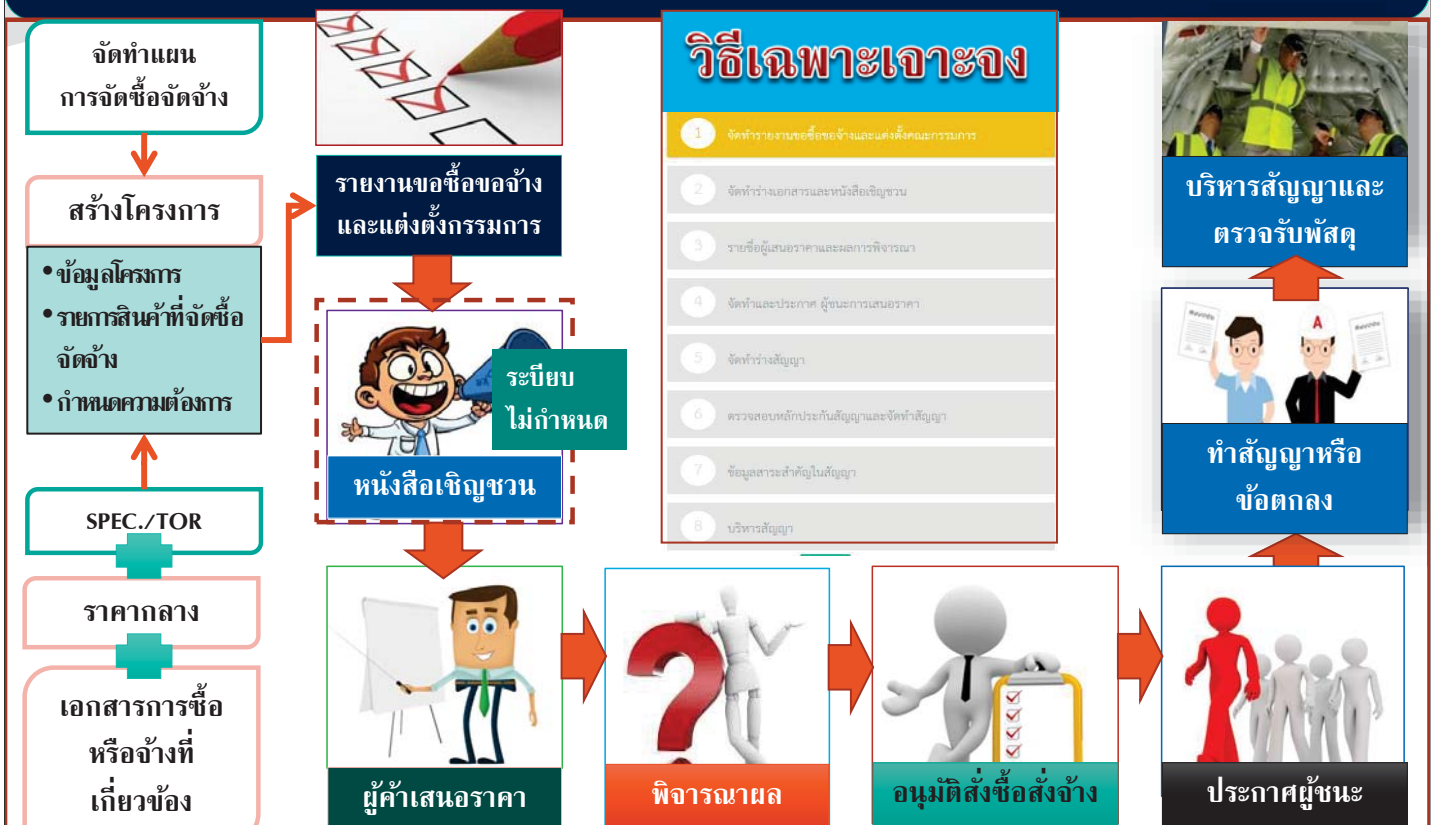 จัดทำแผน
การจัดซื้อจัดจ้าง
สร้างโครงการ
•ข้อมูลโครงการ
•รายการสินค้าที่จัดซื้อ
จัดจ้าง
•กำหนดความต้องการ
SPEC./TOR
ราคากลาง
เอกสารการซื้อ
หรือจ้างที่
เกี่ยวข้อง
รายงานขอซื้อขอจ้าง
และแต่งตั้งกรรมการ
ระบียบ
ไม่กำหนด
หนังสือเชิญชวน
วิธีเฉพาะเจาะจง
1 จัดทำรายงานขอซื้อขอจ้างและแต่งตั้งคณะกรรมการ
2 จัดทำร่างเอกสารและหนังสือเชิญชวน
3 รายชื่อผู้เสนอราคาและผลการพิจารณา
4 จัดทำและประกาศ ผู้ชนะการเสนอราคา
5 จัดทำร่างสัญญา
6 ตรวจสอบหลักประกันสัญญาและจัดทำสัญญา
7 ข้อมูลสาระสำคัญในสัญญา
8 บริหารสัญญา
ผู้ค้าเสนอราคา
พิจารณาผล
อนุมัติสั่งซื้อสั่งจ้าง
ประกาศผู้ชนะ
A
ทำสัญญาหรือ
ข้อตกลง
บริหารสัญญาและ
ตรวจรับพัสดุ